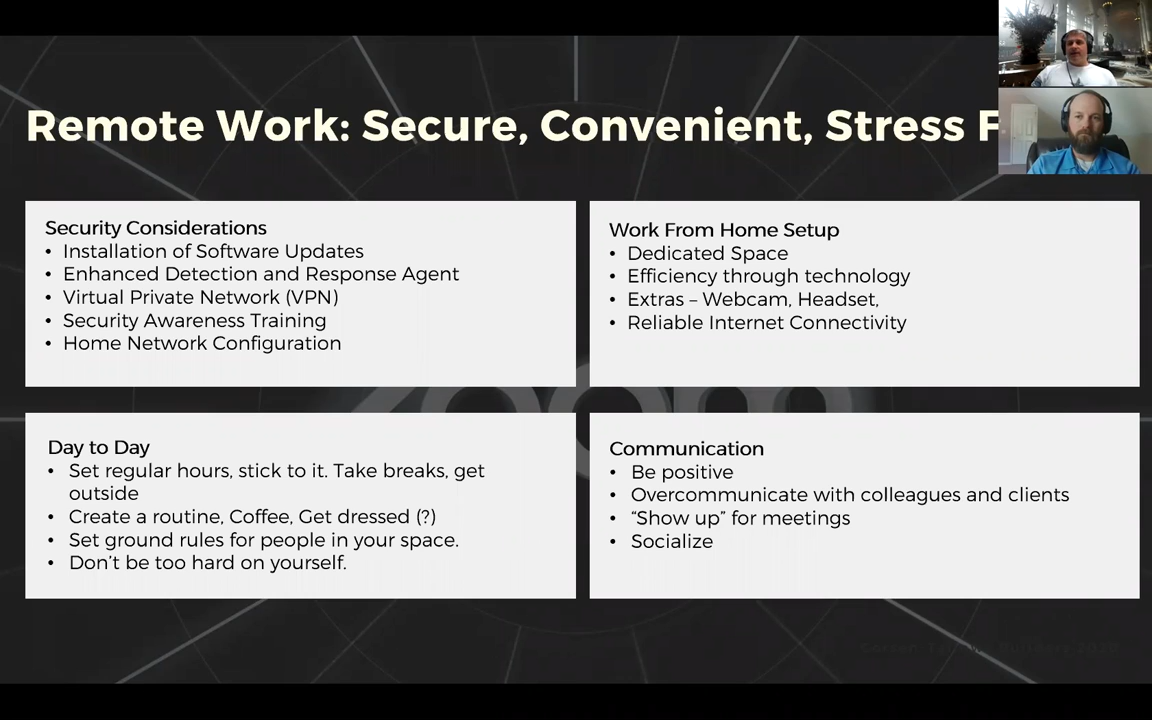 Remote Work: Secure, Convenient, Stress F
Security Considerations
• Installation of Software Updates
• Enhanced Detection and Response Agent
• Virtual Private Network (VPN)
• Security Awareness Training
• Home Network Configuration
Work From Home Setup
• Dedicated Space
• Efficiency through technology
• Extras – Webcam, Headset,
• Reliable Internet Connectivity
zoom
Day to Day
• Set regular hours, stick to it. Take breaks, get
outside
• Create a routine, Coffee, Get dressed (?)
• Set ground rules for people in your space.
• Don’t be too hard on yourself.
Communication
• Be positive
• Overcommunicate with colleagues and clients
• “Show up” for meetings
• Socialize